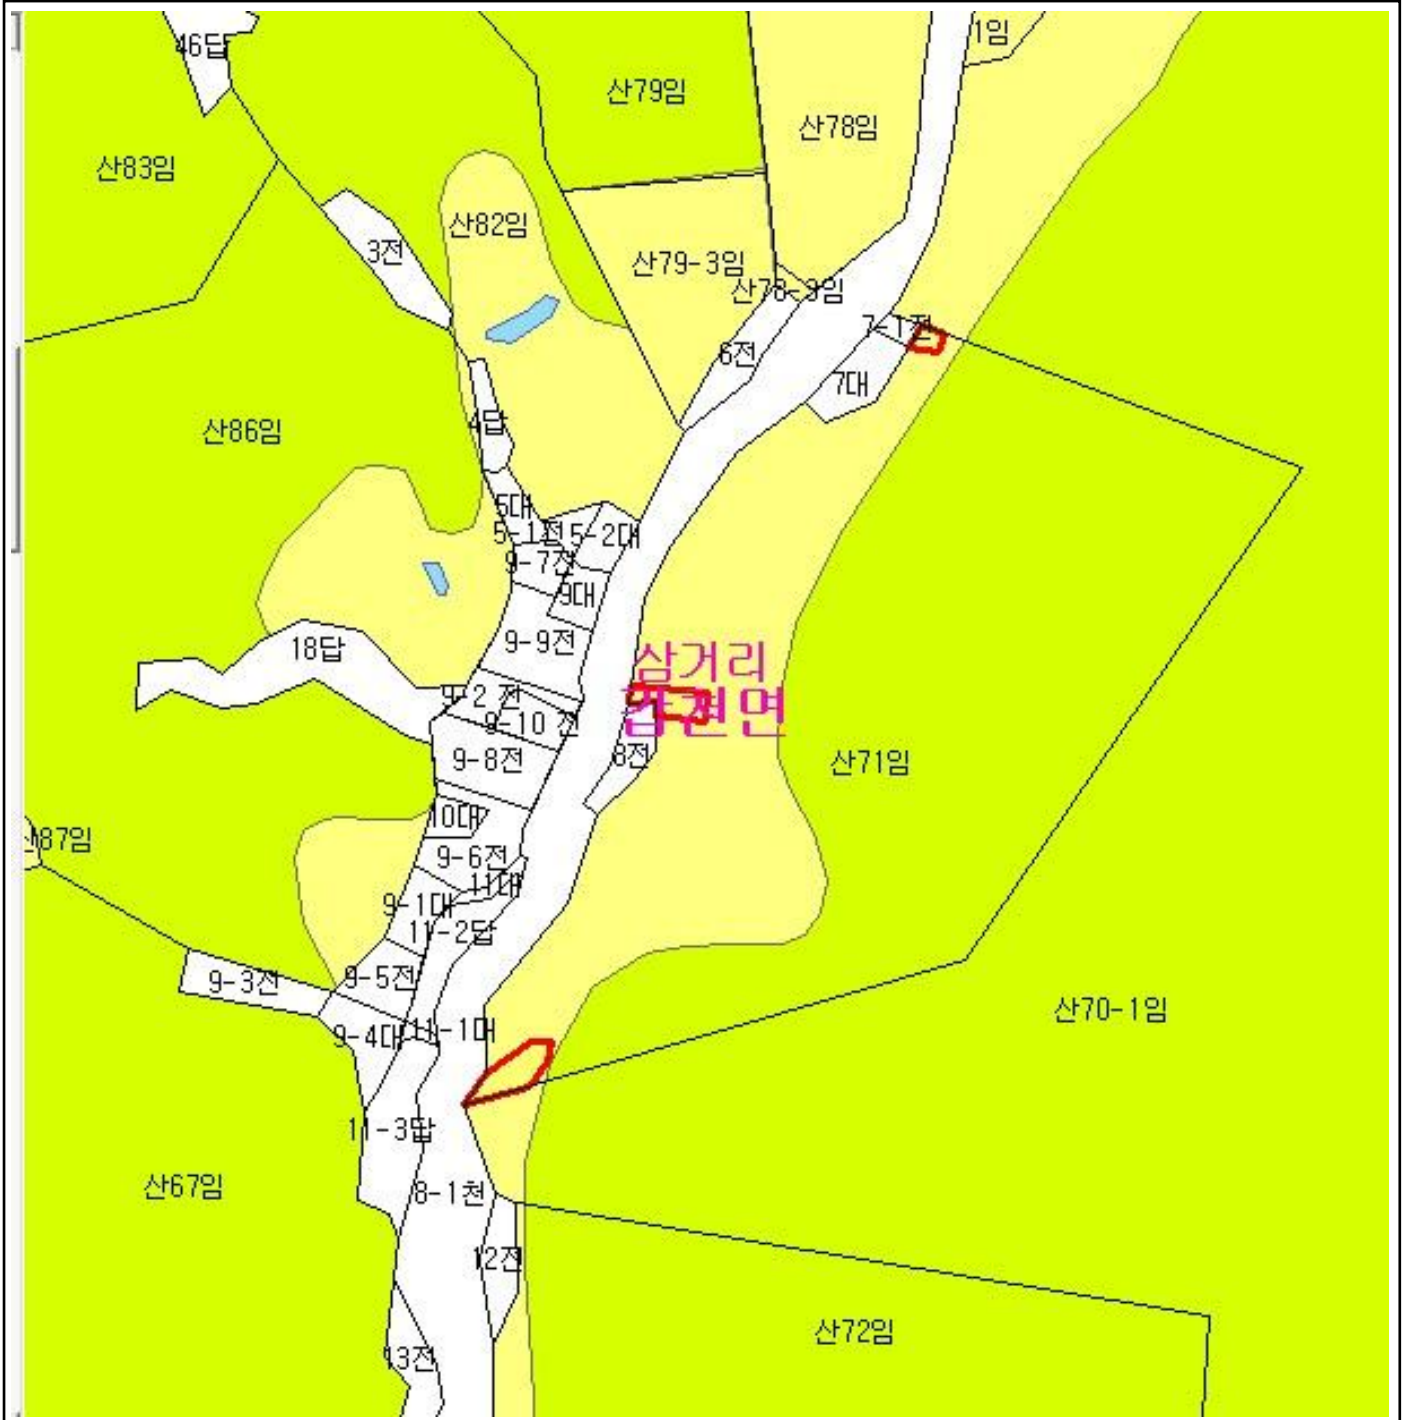 46답
1임
산79임
산78임
산83임
산82임
3전
산79-3임
산78-3임
7-1전
6전
7대
4답
산86임
5대
5-1전
5-2대
9-7전
9대
9-9전
18답
삼거리
9-2 전
9-10 전
8전
9-8전
산71임
10대
87임
9-6전
11대
9-1대
11-2답
9-3전
9-5전
산70-1임
11-1대
9-4대
11-3답
산67임
8-1천
12전
산72임
13전